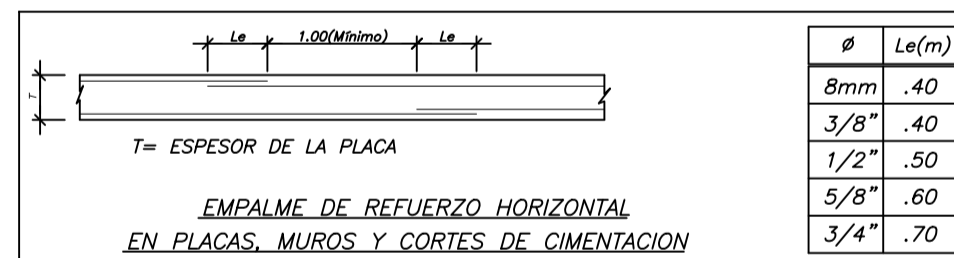 Le 1.00(Mínimo) Le
T
T= ESPESOR DE LA PLACA
EMPALME DE REFUERZO HORIZONTAL
EN PLACAS, MUROS Y CORTES DE CIMENTACION
ø Le(m)
8mm .40
3/8" .40
1/2" .50
5/8" .60
3/4" .70